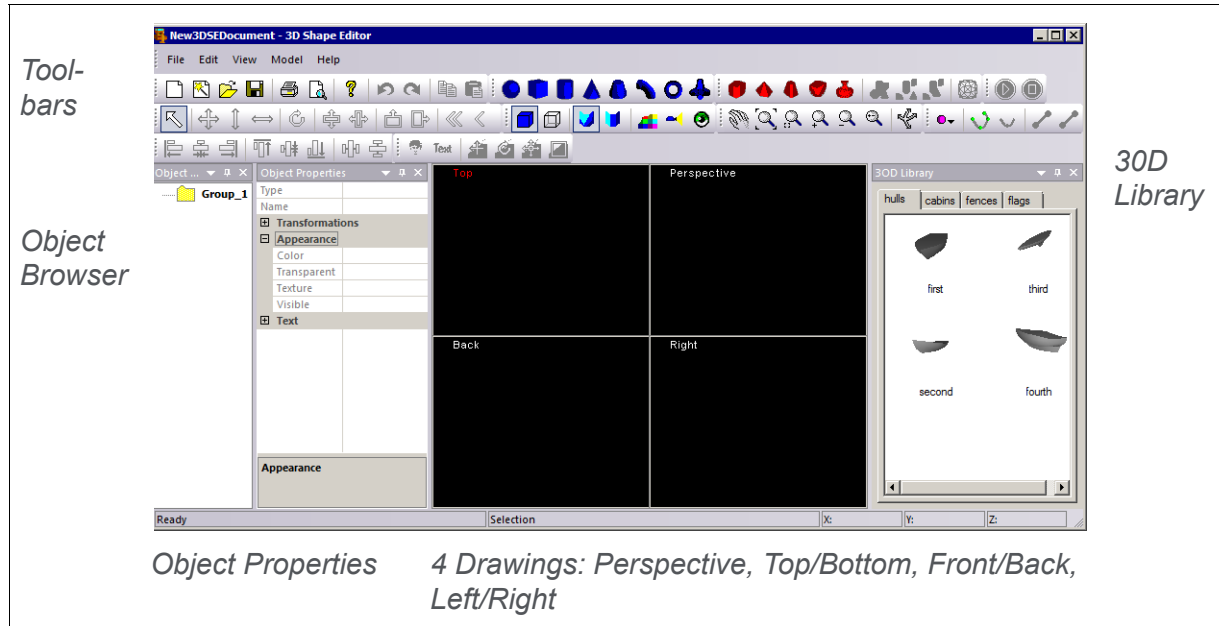 New3DSEDocument - 3D Shape Editor
File Edit View Model Help
Tool-
bars
Text
Object ...
Object Properties
Top
Perspective
3OD Library
Group_1
Type
Name
Transformations
Appearance
Color
Transparent
Texture
Visible
Text
hulls cabins fences flags
first third
second fourth
Back
Right
Appearance
Ready Selection X: Y: Z:
30D
Library
Object
Browser
Object Properties
4 Drawings: Perspective, Top/Bottom, Front/Back,
Left/Right